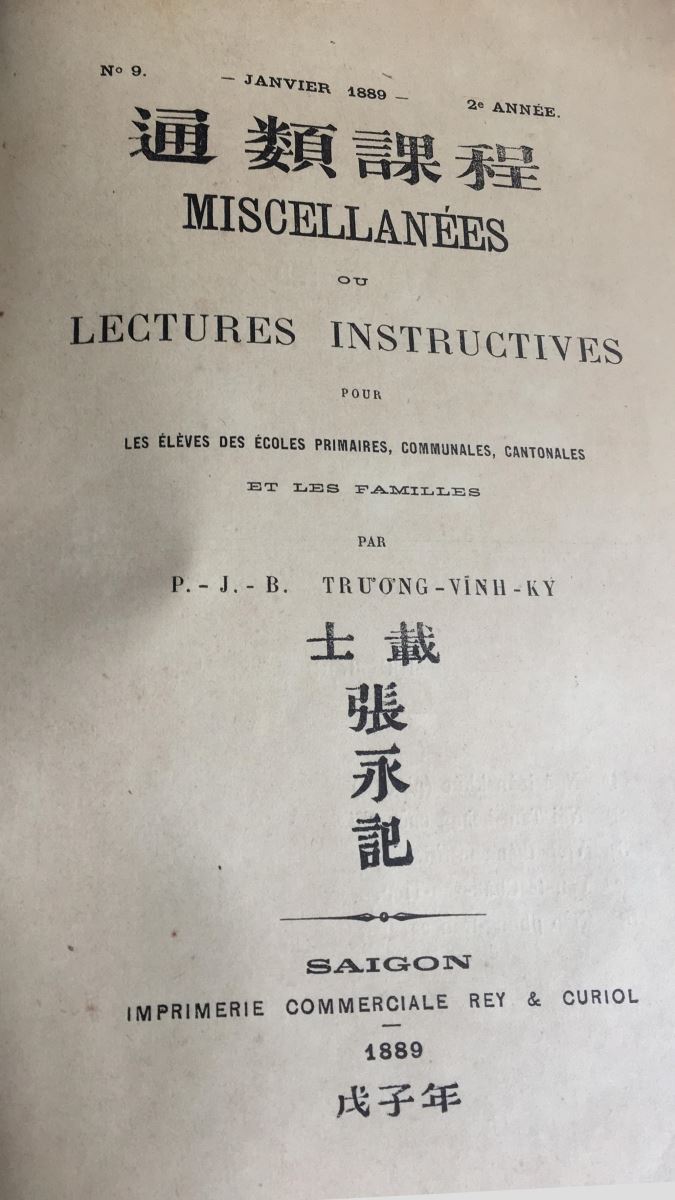 Nº 9. — JANVIER 1889 — 2e ANNÉE.
通類課程
MISCELLANÉES
OU
LECTURES INSTRUCTIVES
POUR
LES ÉLÈVES DES ÉCOLES PRIMAIRES, COMMUNALES, CANTONALES
ET LES FAMILLES
PAR
P. - J. - B. TRƯƠNG - VĨNH - KÝ
士載
張
永
記
SAIGON
IMPRIMERIE COMMERCIALE REY & CURIOL
1889
戊子年